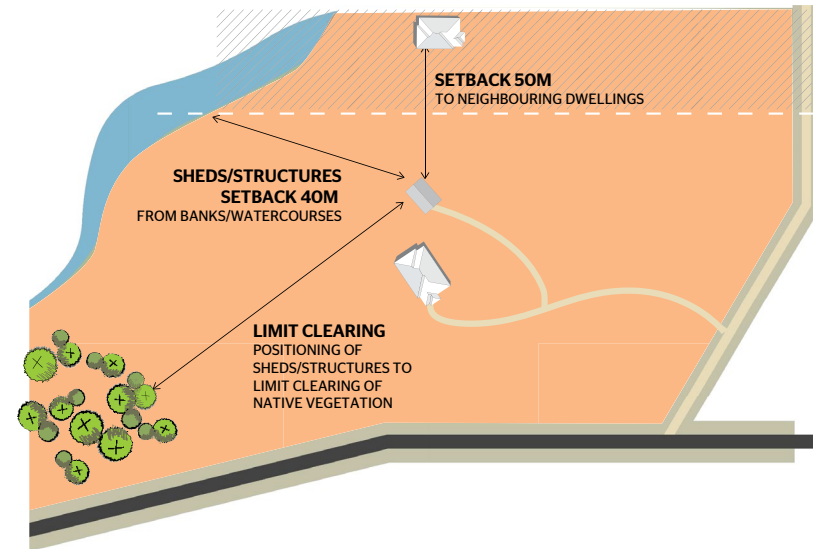 SETBACK 50M
TO NEIGHBOURING DWELLINGS
SHEDS/STRUCTURES
SETBACK 40M
FROM BANKS/WATERCOURSES
LIMIT CLEARING
POSITIONING OF
SHEDS/STRUCTURES TO
LIMIT CLEARING OF
NATIVE VEGETATION